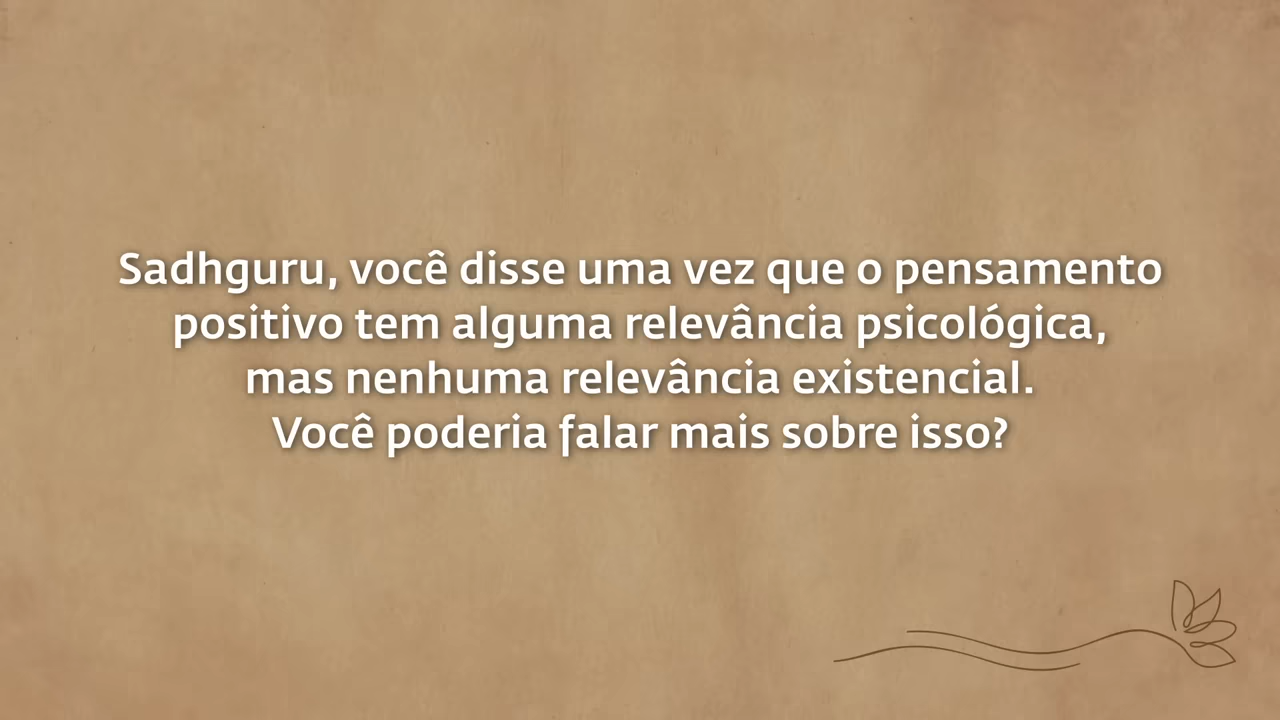 Sadhguru, você disse uma vez que o pensamento
positivo tem alguma relevância psicológica,
mas nenhuma relevância existencial.
Você poderia falar mais sobre isso?